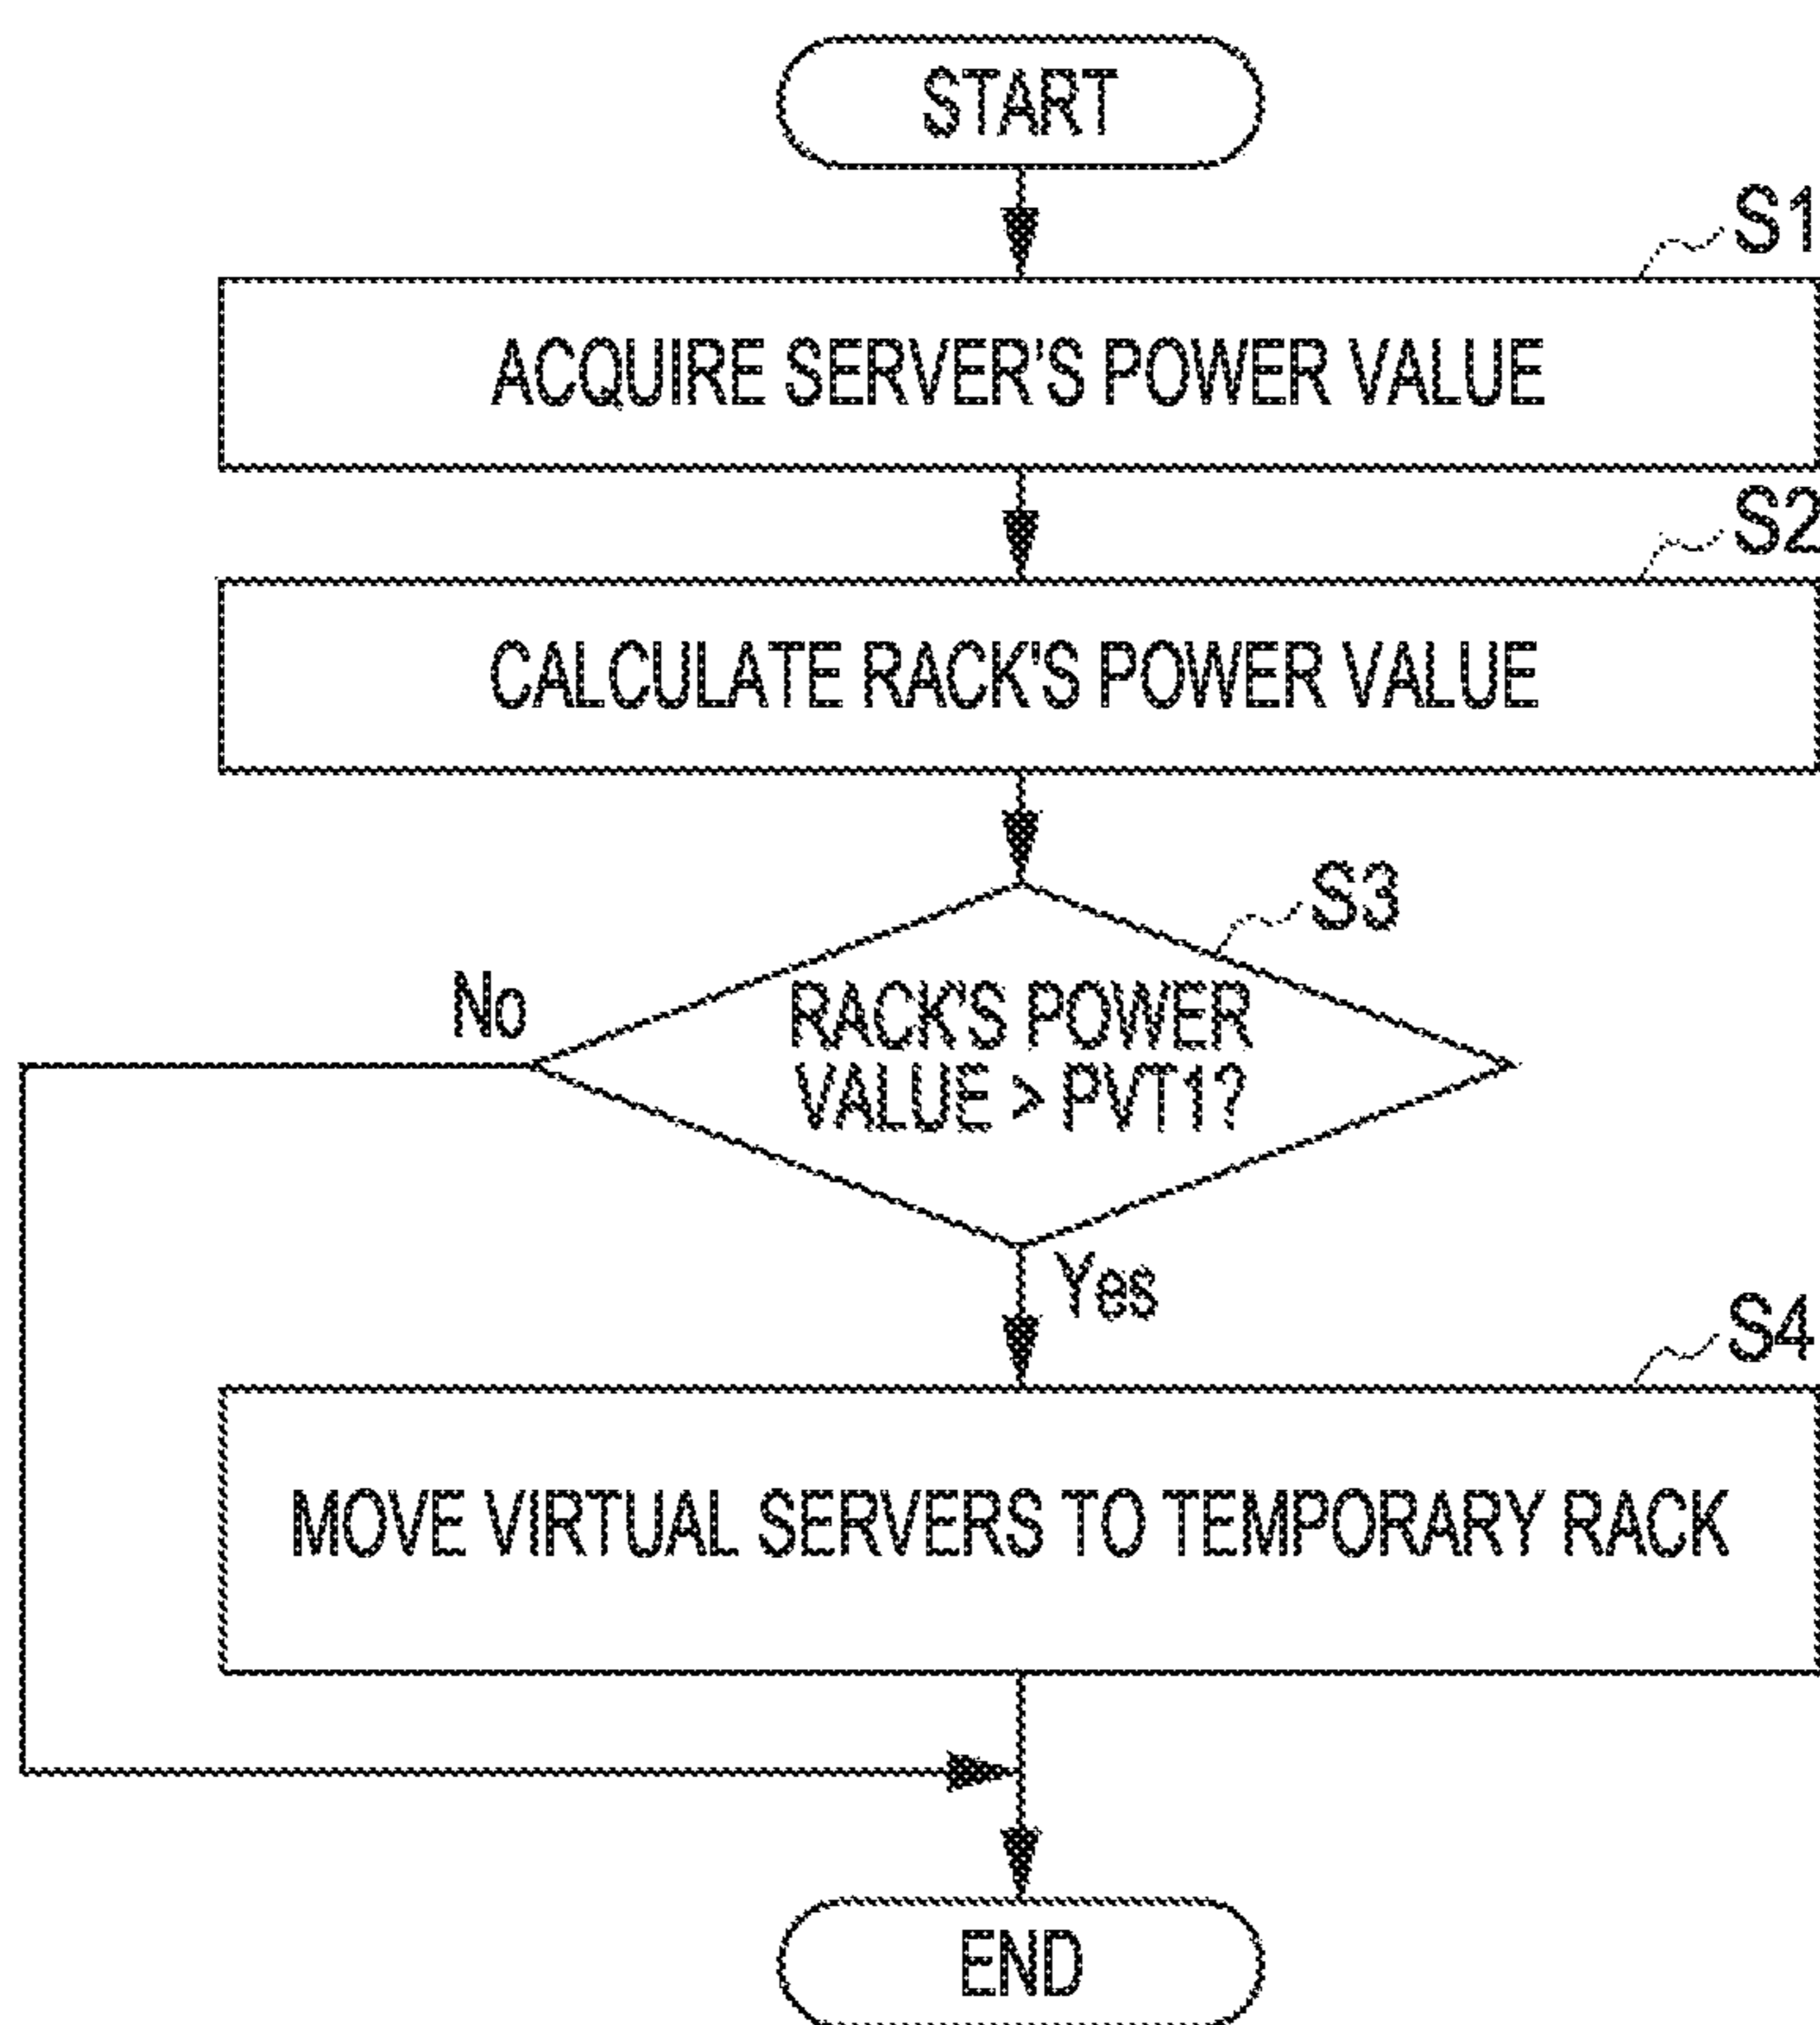 START
S1
ACQUIRE SERVER'S POWER VALUE
S2
CALCULATE RACK'S POWER VALUE
S3
No
RACK'S POWER
VALUE > PVT1?
Yes
S4
MOVE VIRTUAL SERVERS TO TEMPORARY RACK
END